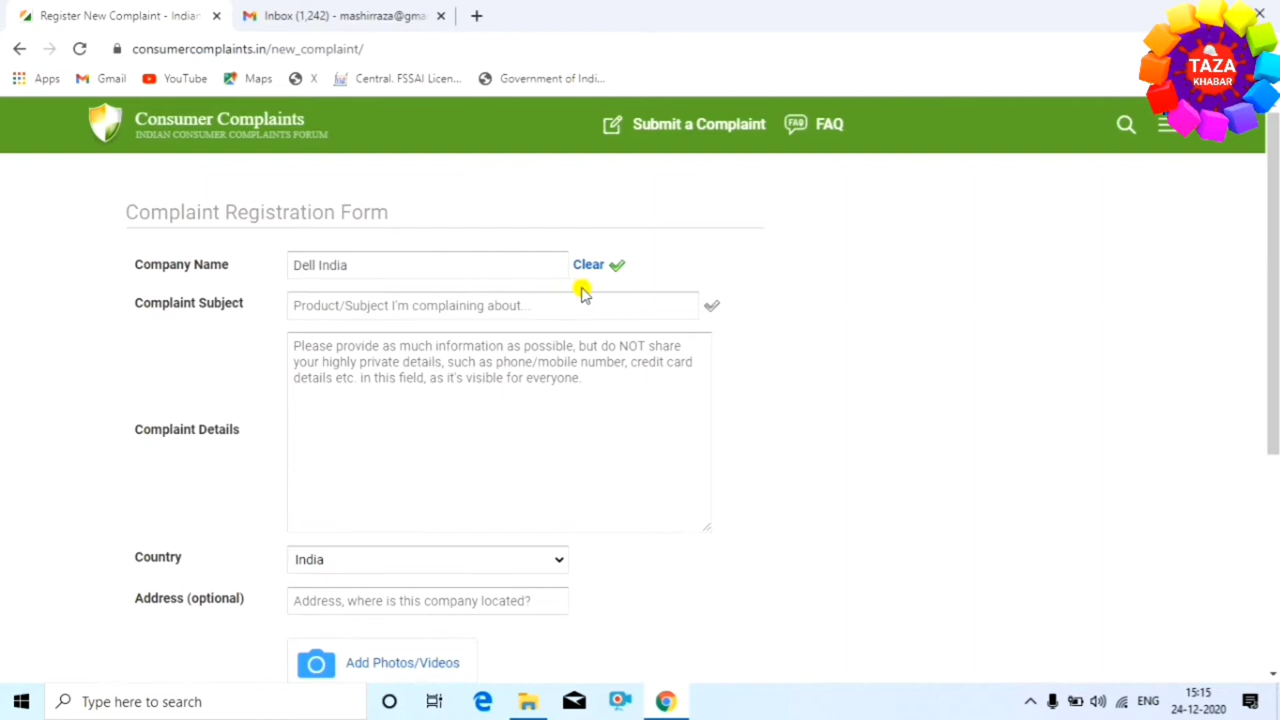 Register New Complaint - Indian
Inbox (1,242) - mashirraza@gma
consumercomplaints.in/new_complaint/
Apps
Gmail
YouTube
Maps
X
Central. FSSAI Licen...
Government of Indi...
TAZA
KHABAR
Consumer Complaints
INDIAN CONSUMER COMPLAINTS FORUM
Submit a Complaint
FAQ
FAQ
Complaint Registration Form
Company Name
Dell India
Clear
Complaint Subject
Product/Subject I'm complaining about...
Please provide as much information as possible, but do NOT share
your highly private details, such as phone/mobile number, credit card
details etc. in this field, as it's visible for everyone.
Complaint Details
Country
India
Address (optional)
Address, where is this company located?
Add Photos/Videos
Type here to search
ENG
15:15
24-12-2020